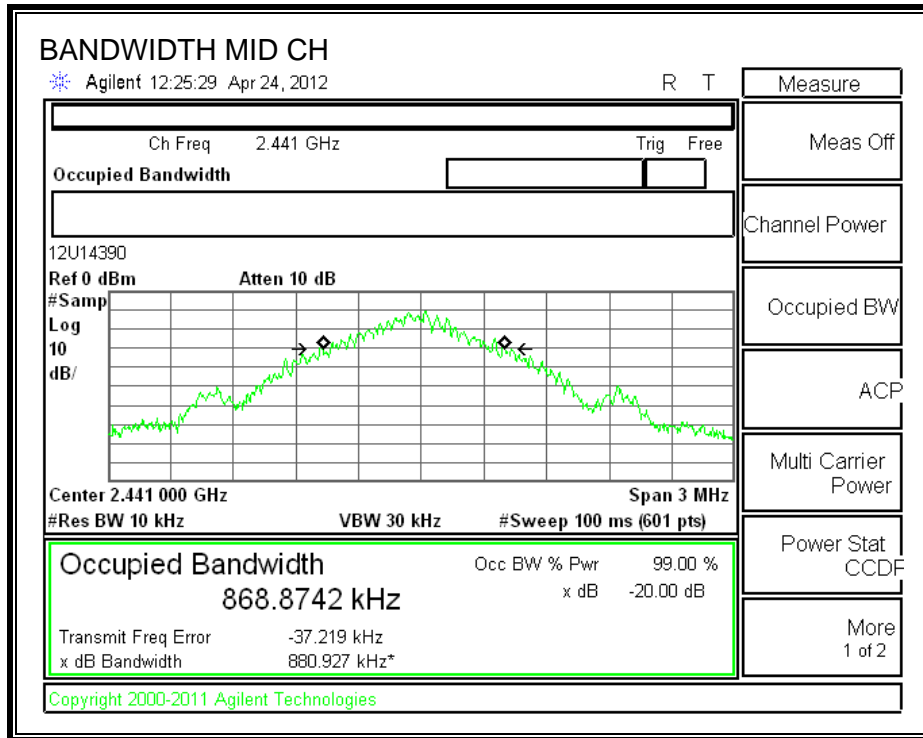 BANDWIDTH MID CH
Agilent 12:25:29 Apr 24, 2012 R T
Ch Freq 2.441 GHz Trig Free
Occupied Bandwidth
12U14390
Ref 0 dBm Atten 10 dB
#Samp
Log
10
dB/
Center 2.441 000 GHz Span 3 MHz
#Res BW 10 kHz VBW 30 kHz #Sweep 100 ms (601 pts)
Occupied Bandwidth Occ BW % Pwr 99.00 %
868.8742 kHz x dB -20.00 dB
Transmit Freq Error -37.219 kHz
x dB Bandwidth 880.927 kHz*
Copyright 2000-2011 Agilent Technologies
Measure
Meas Off
Channel Power
Occupied BW
ACP
Multi Carrier
Power
Power Stat
CCDF
More
1 of 2